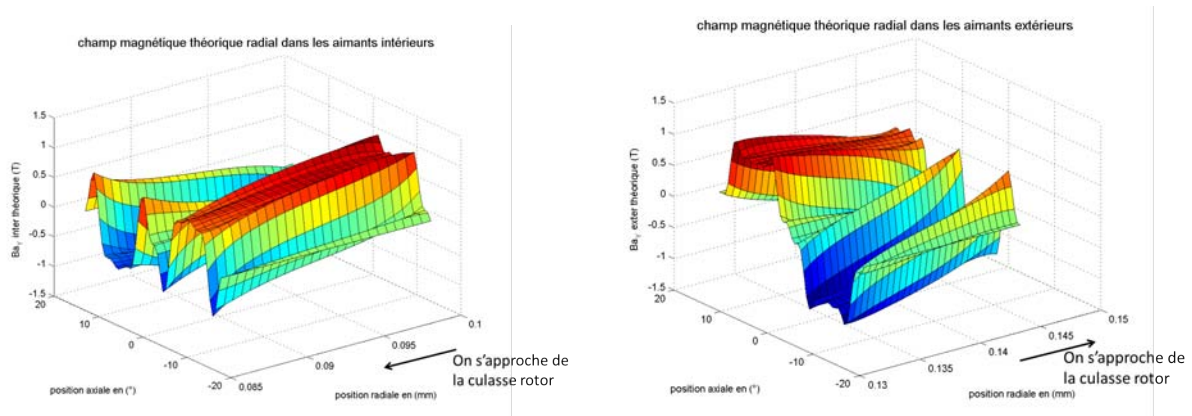 champ magnétique théorique radial dans les aimants intérieurs
1.5
1
0.5
0
-0.5
-1
-1.5
Ba_r inter théorique (T)
20
10
0
-10
-20
position axiale en (°)
0.085
0.09
0.095
0.1
position radiale en (mm)
On s'approche de
la culasse rotor
champ magnétique théorique radial dans les aimants extérieurs
1.5
1
0.5
0
-0.5
-1
-1.5
Ba_r exter théorique (T)
20
10
0
-10
-20
position axiale en (°)
0.13
0.135
0.14
0.145
0.15
position radiale en (mm)
On s'approche de
la culasse rotor